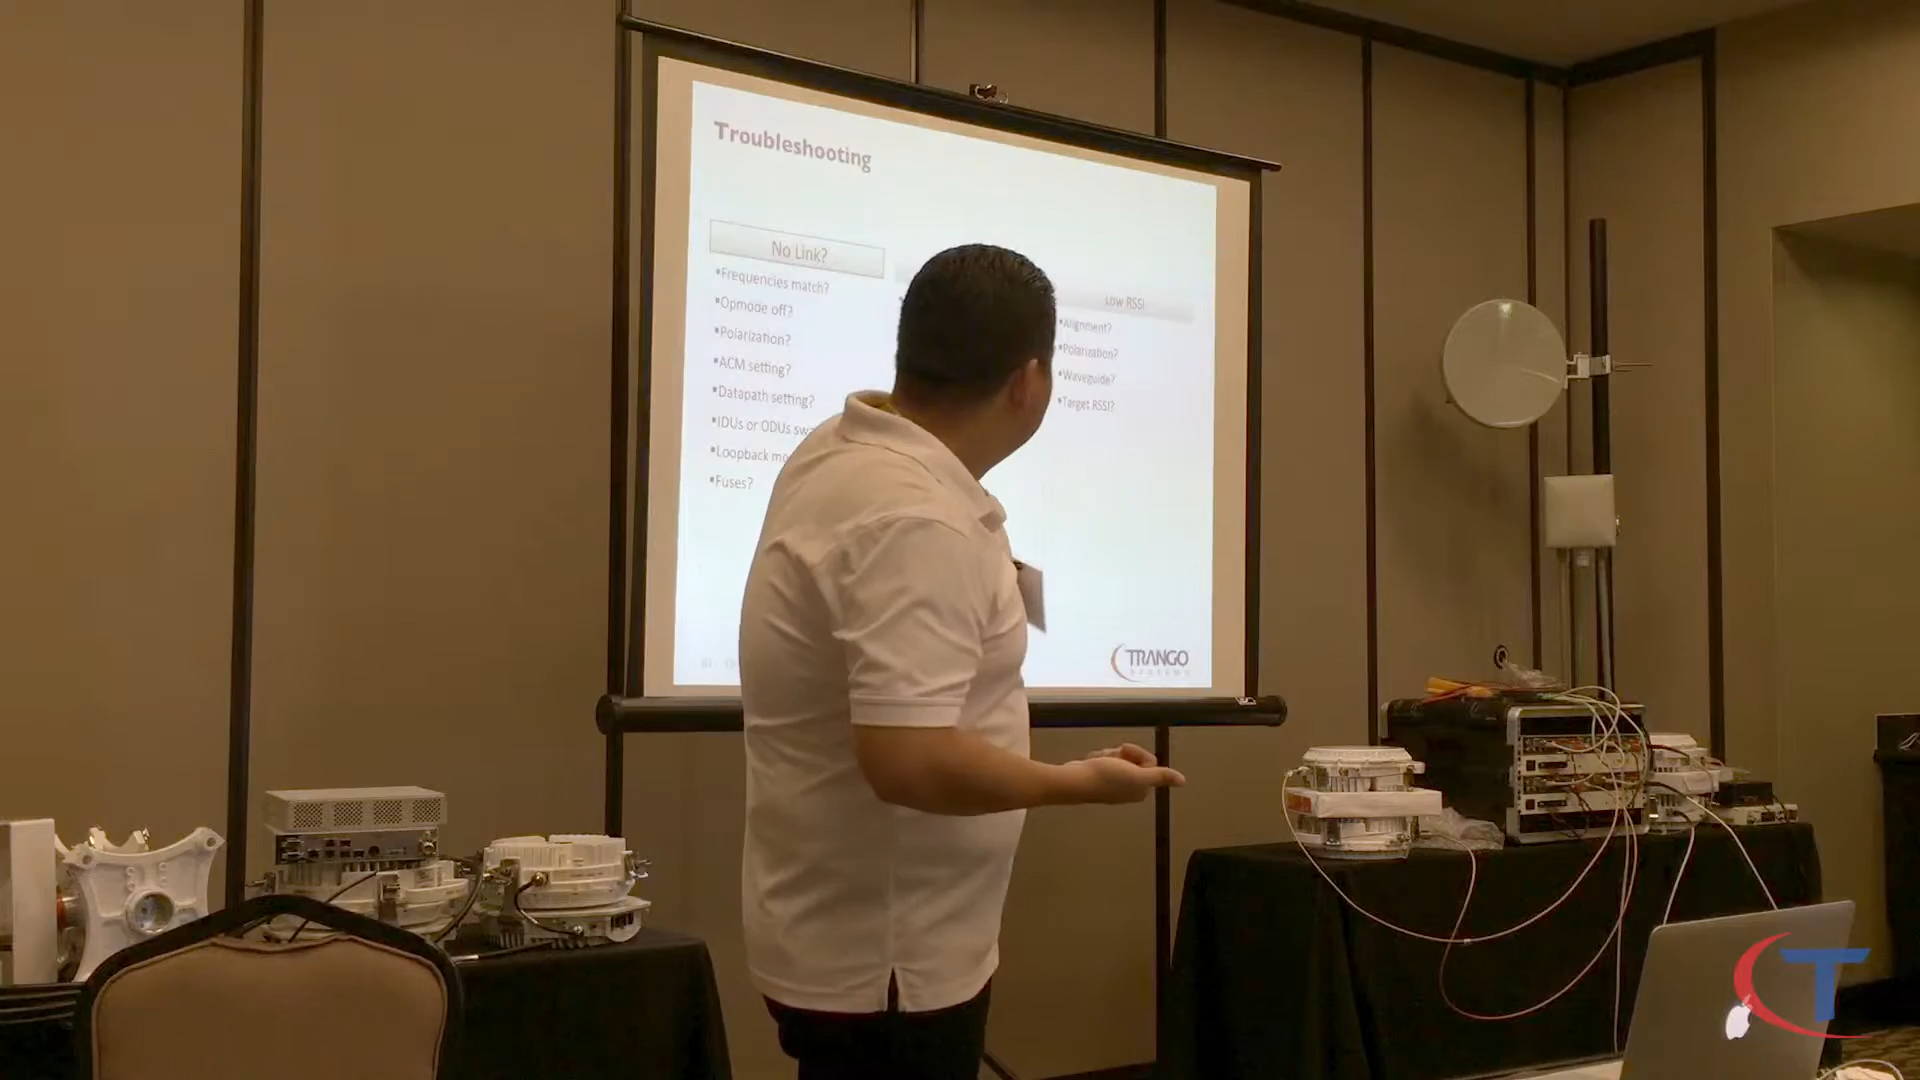 Troubleshooting
No Link?
▪Frequencies match?
▪Opmode off?
▪Polarization?
▪ACM setting?
▪Datapath setting?
▪IDUs or ODUs
▪Loopback
▪Fuses?
Low RSSI
▪Alignment?
▪Polarization?
▪Waveguide?
▪Target RSSI?
TRANGO
SYSTEMS
T